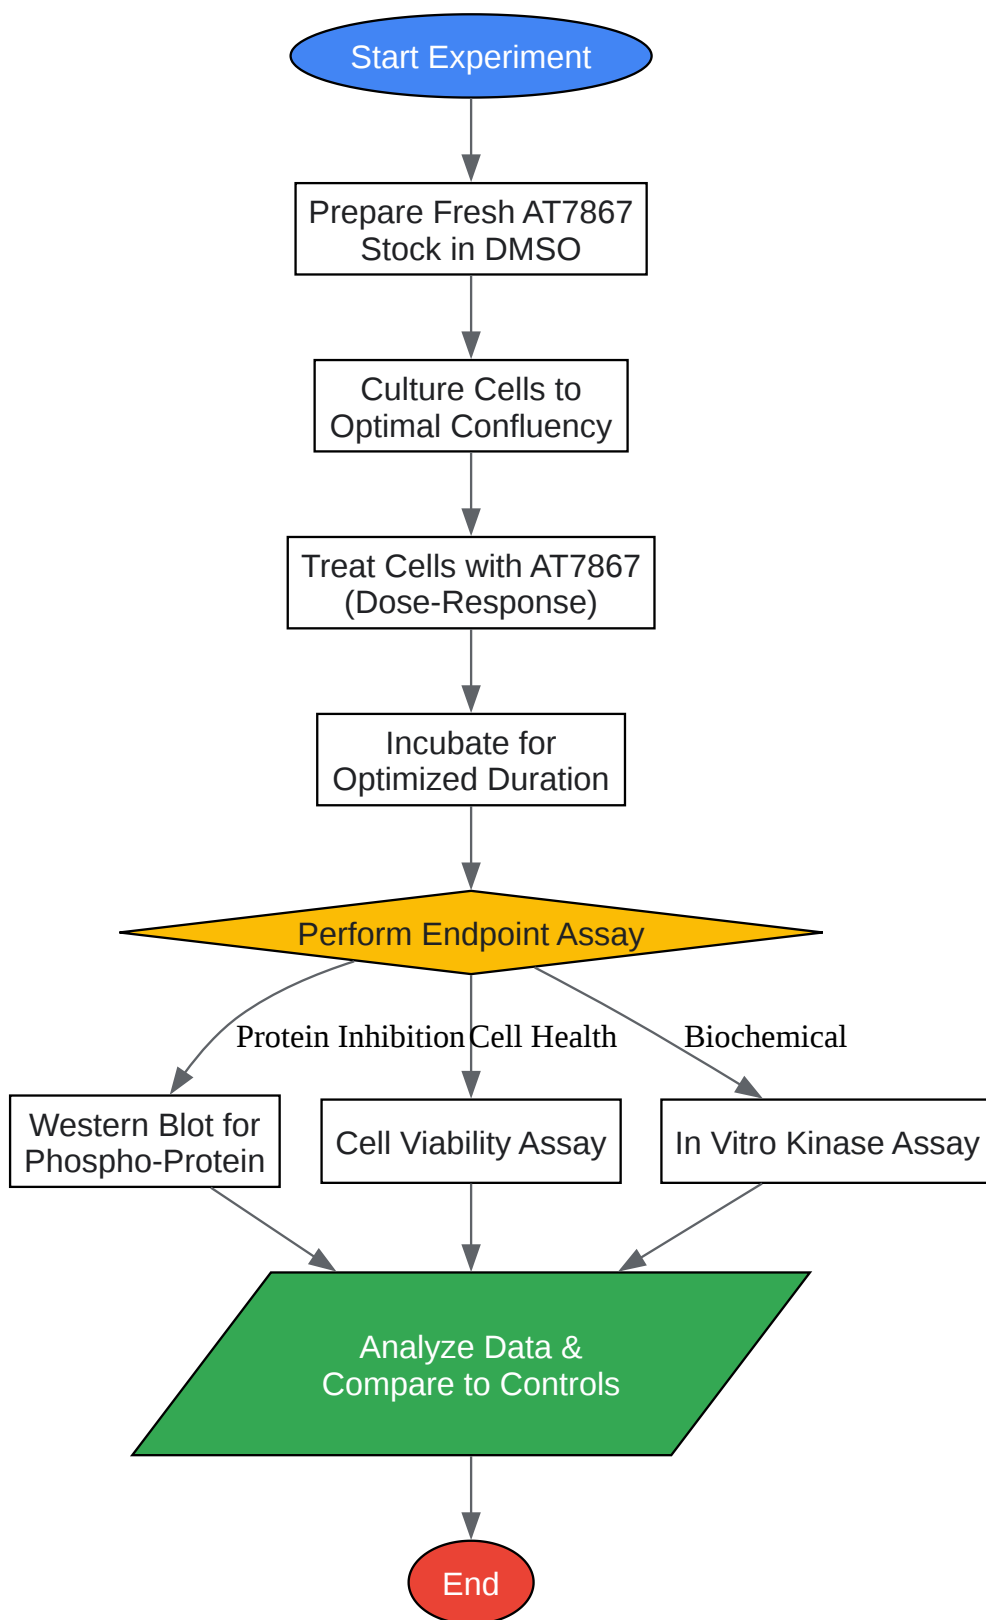 Start Experiment
Prepare Fresh AT7867
Stock in DMSO
Culture Cells to
Optimal Confluency
Treat Cells with AT7867
(Dose-Response)
Incubate for
Optimized Duration
Perform Endpoint Assay
Protein Inhibition
Cell Health
Biochemical
Western Blot for
Phospho-Protein
Cell Viability Assay
In Vitro Kinase Assay
Analyze Data &
Compare to Controls
End